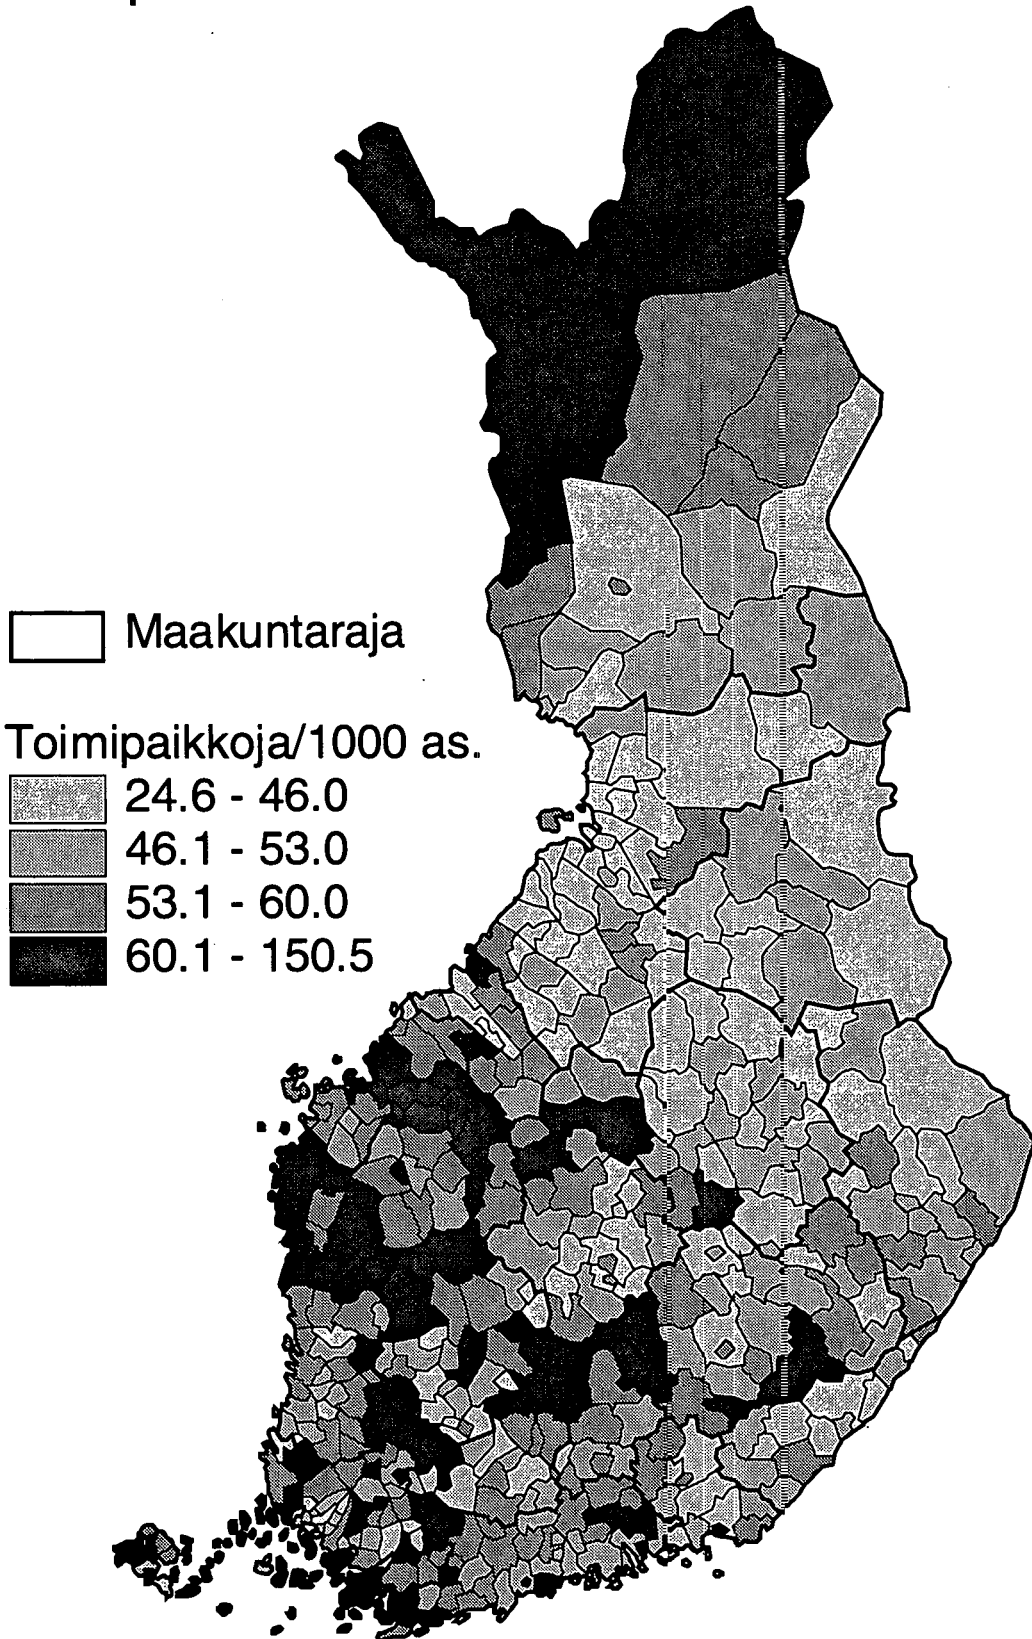 Maakuntaraja
Toimipaikkoja/1000 as.
24.6 - 46.0
46.1 - 53.0
53.1 - 60.0
60.1 - 150.5